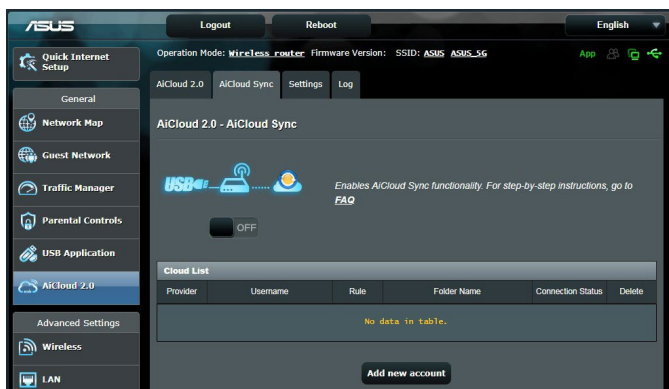 ASUS
Logout
Reboot
English
Quick Internet
Setup
Operation Mode: Wireless router Firmware Version: SSID: ASUS ASUS_5G
App
AiCloud 2.0
AiCloud Sync
Settings
Log
General
Network Map
Guest Network
Traffic Manager
Parental Controls
USB Application
AiCloud 2.0
Advanced Settings
Wireless
LAN
AiCloud 2.0 - AiCloud Sync
USB
Enables AiCloud Sync functionality. For step-by-step instructions, go to
FAQ
OFF
Cloud List
Provider Username Rule Folder Name Connection Status Delete
No data in table.
Add new account